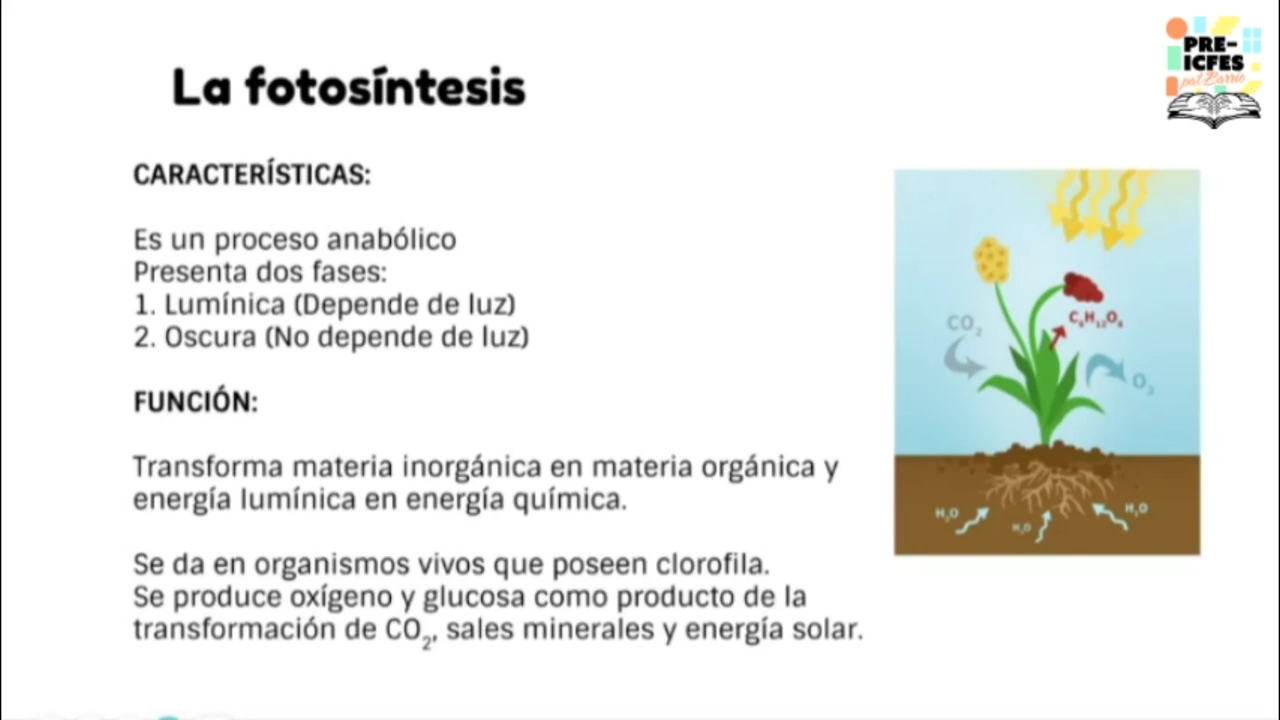 PRE-
ICFES
pa'l Barrio
La fotosíntesis
CARACTERÍSTICAS:
Es un proceso anabólico
Presenta dos fases:
1. Lumínica (Depende de luz)
2. Oscura (No depende de luz)
FUNCIÓN:
Transforma materia inorgánica en materia orgánica y
energía lumínica en energía química.
Se da en organismos vivos que poseen clorofila.
Se produce oxígeno y glucosa como producto de la
transformación de CO₂, sales minerales y energía solar.
CO₂
C₆H₁₂O₆
O₂
H₂O
H₂O
H₂O